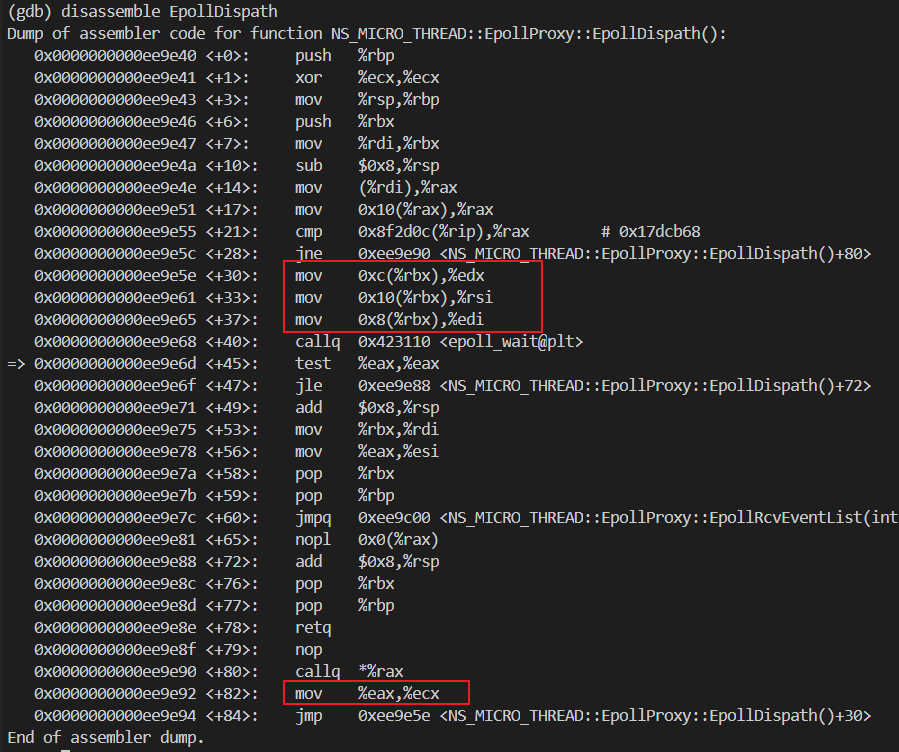 (gdb) disassemble EpollDispath
Dump of assembler code for function NS_MICRO_THREAD::EpollProxy::EpollDispath():
0x0000000000ee9e40 <+0>: push %rbp
0x0000000000ee9e41 <+1>: xor %ecx,%ecx
0x0000000000ee9e43 <+3>: mov %rsp,%rbp
0x0000000000ee9e46 <+6>: push %rbx
0x0000000000ee9e47 <+7>: mov %rdi,%rbx
0x0000000000ee9e4a <+10>: sub $0x8,%rsp
0x0000000000ee9e4e <+14>: mov (%rdi),%rax
0x0000000000ee9e51 <+17>: mov 0x10(%rax),%rax
0x0000000000ee9e55 <+21>: cmp 0x8f2d0c(%rip),%rax # 0x17dcb68
0x0000000000ee9e5c <+28>: jne 0xee9e90 <NS_MICRO_THREAD::EpollProxy::EpollDispath()+80>
0x0000000000ee9e5e <+30>: mov 0xc(%rbx),%edx
0x0000000000ee9e61 <+33>: mov 0x10(%rbx),%rsi
0x0000000000ee9e65 <+37>: mov 0x8(%rbx),%edi
0x0000000000ee9e68 <+40>: callq 0x423110 <epoll_wait@plt>
=> 0x0000000000ee9e6d <+45>: test %eax,%eax
0x0000000000ee9e6f <+47>: jle 0xee9e88 <NS_MICRO_THREAD::EpollProxy::EpollDispath()+72>
0x0000000000ee9e71 <+49>: add $0x8,%rsp
0x0000000000ee9e75 <+53>: mov %rbx,%rdi
0x0000000000ee9e78 <+56>: mov %eax,%esi
0x0000000000ee9e7a <+58>: pop %rbx
0x0000000000ee9e7b <+59>: pop %rbp
0x0000000000ee9e7c <+60>: jmpq 0xee9c00 <NS_MICRO_THREAD::EpollProxy::EpollRcvEventList(int
0x0000000000ee9e81 <+65>: nopl 0x0(%rax)
0x0000000000ee9e88 <+72>: add $0x8,%rsp
0x0000000000ee9e8c <+76>: pop %rbx
0x0000000000ee9e8d <+77>: pop %rbp
0x0000000000ee9e8e <+78>: retq
0x0000000000ee9e8f <+79>: nop
0x0000000000ee9e90 <+80>: callq *%rax
0x0000000000ee9e92 <+82>: mov %eax,%ecx
0x0000000000ee9e94 <+84>: jmp 0xee9e5e <NS_MICRO_THREAD::EpollProxy::EpollDispath()+30>
End of assembler dump.